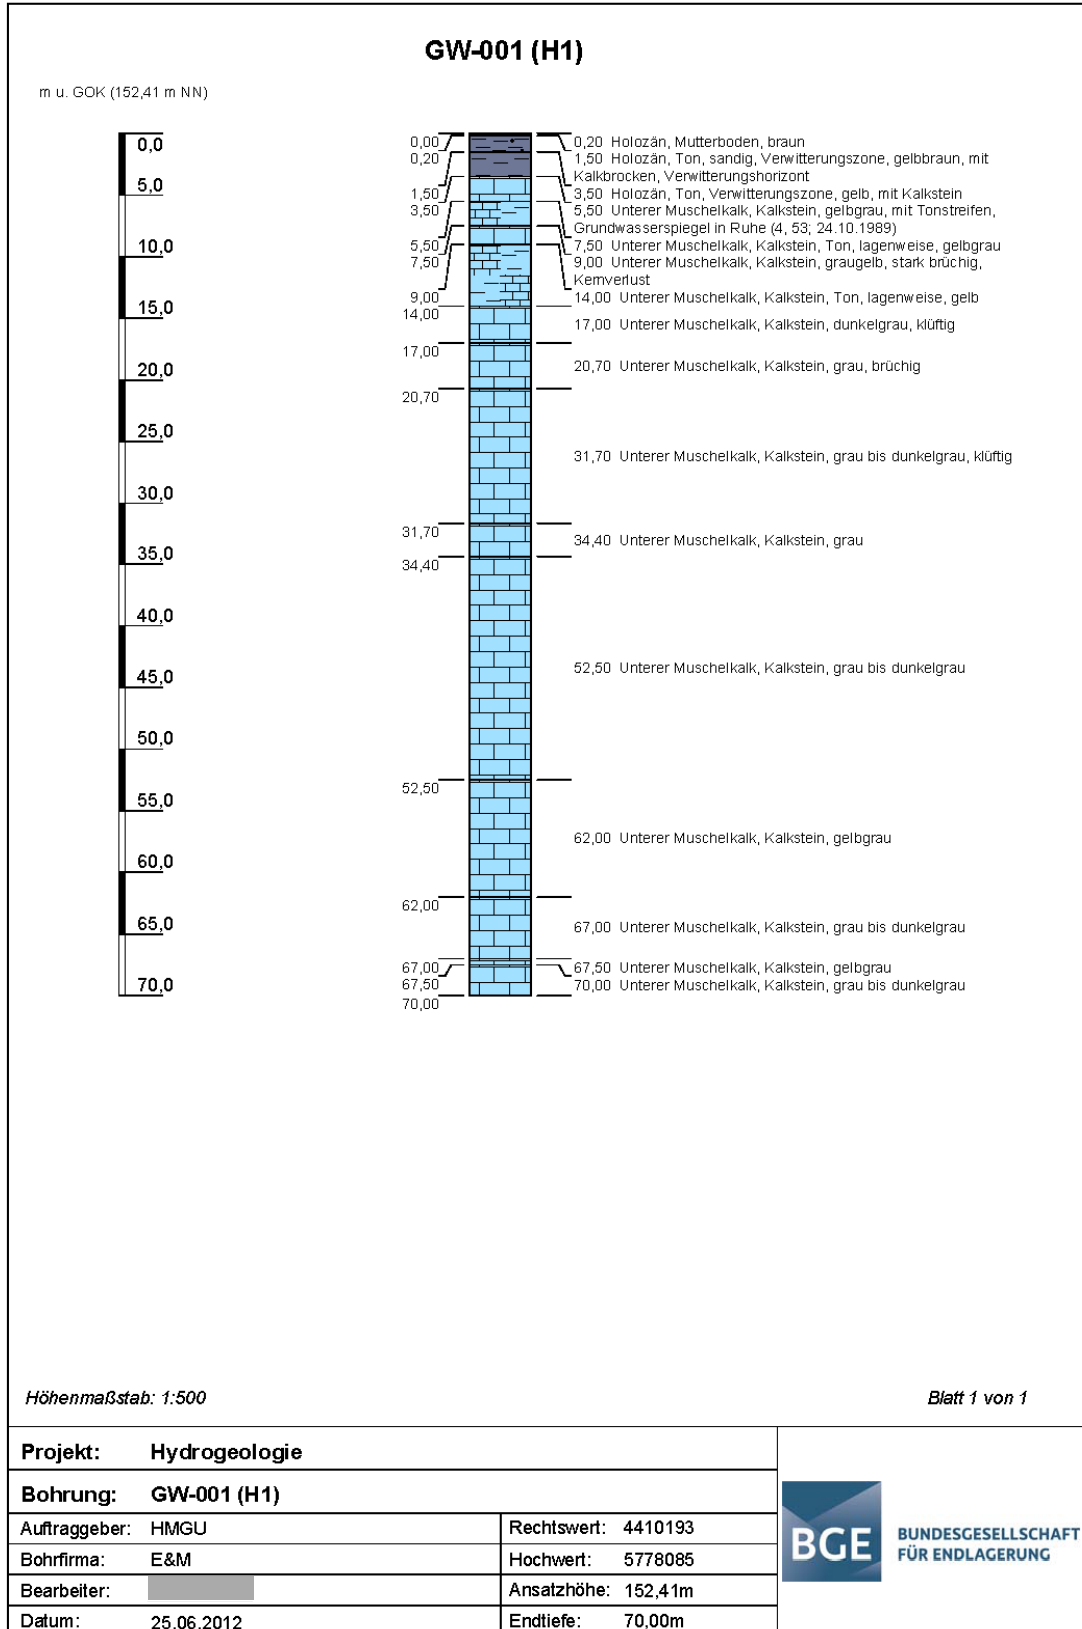 GW-001 (H1)
m u. GOK (152,41 m NN)
0,0
5,0
10,0
15,0
20,0
25,0
30,0
35,0
40,0
45,0
50,0
55,0
60,0
65,0
70,0
0,00
0,20
1,50
3,50
5,50
7,50
9,00
14,00
17,00
20,70
31,70
34,40
52,50
62,00
67,00
67,50
70,00
0,20 Holozän, Mutterboden, braun
1,50 Holozän, Ton, sandig, Verwitterungszone, gelbbraun, mit
Kalkbrocken, Verwitterungshorizont
3,50 Holozän, Ton, Verwitterungszone, gelb, mit Kalkstein
5,50 Unterer Muschelkalk, Kalkstein, gelbgrau, mit Tonstreifen,
Grundwasserspiegel in Ruhe (4, 53; 24.10.1989)
7,50 Unterer Muschelkalk, Kalkstein, Ton, lagenweise, gelbgrau
9,00 Unterer Muschelkalk, Kalkstein, graugelb, stark brüchig,
Kernverlust
14,00 Unterer Muschelkalk, Kalkstein, Ton, lagenweise, gelb
17,00 Unterer Muschelkalk, Kalkstein, dunkelgrau, klüftig
20,70 Unterer Muschelkalk, Kalkstein, grau, brüchig
31,70 Unterer Muschelkalk, Kalkstein, grau bis dunkelgrau, klüftig
34,40 Unterer Muschelkalk, Kalkstein, grau
52,50 Unterer Muschelkalk, Kalkstein, grau bis dunkelgrau
62,00 Unterer Muschelkalk, Kalkstein, gelbgrau
67,00 Unterer Muschelkalk, Kalkstein, grau bis dunkelgrau
67,50 Unterer Muschelkalk, Kalkstein, gelbgrau
70,00 Unterer Muschelkalk, Kalkstein, grau bis dunkelgrau
Höhenmaßstab: 1:500
Blatt 1 von 1
Projekt: Hydrogeologie
Bohrung: GW-001 (H1)
Auftraggeber: HMGU
Rechtswert: 4410193
Bohrfirma: E&M
Hochwert: 5778085
Bearbeiter:
Ansatzhöhe: 152,41m
Datum: 25.06.2012
Endtiefe: 70,00m
BGE
BUNDESGESELLSCHAFT
FÜR ENDLAGERUNG